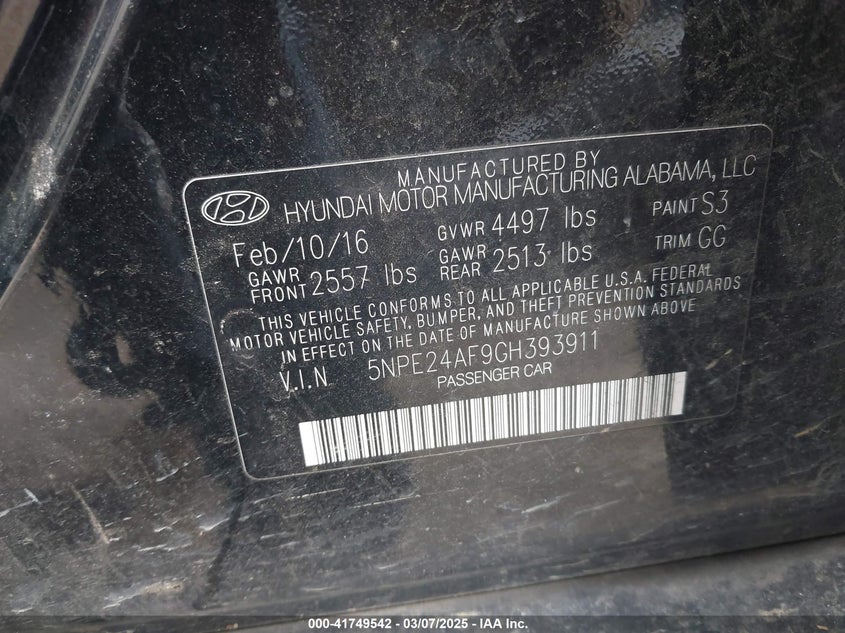 MANUFACTURED BY
HYUNDAI MOTOR MANUFACTURING ALABAMA, LLC
Feb/10/16 GVWR 4497 lbs PAINT S3
GAWR FRONT 2557 lbs GAWR REAR 2513 lbs TRIM GG
THIS VEHICLE CONFORMS TO ALL APPLICABLE U.S.A. FEDERAL
MOTOR VEHICLE SAFETY, BUMPER, AND THEFT PREVENTION STANDARDS
IN EFFECT ON THE DATE OF MANUFACTURE SHOWN ABOVE
V.I.N 5NPE24AF9GH393911
PASSENGER CAR
000-41749542 - 03/07/2025 - IAA Inc.